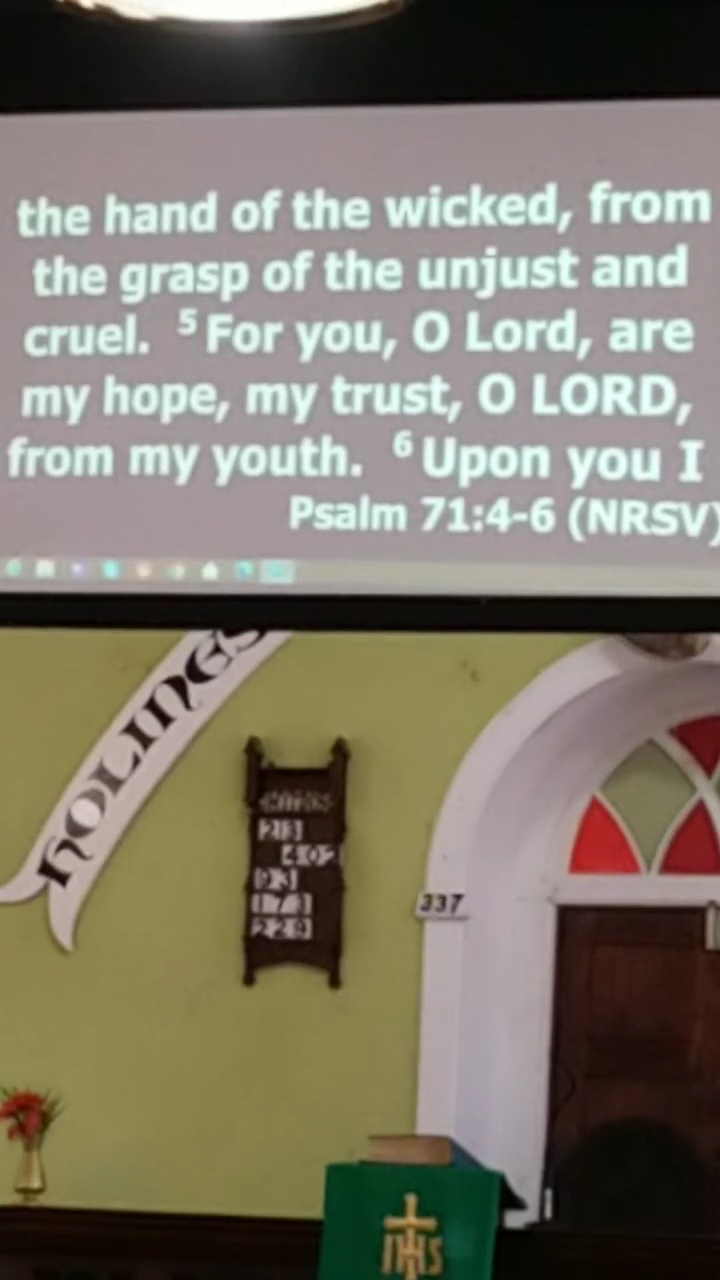 the hand of the wicked, from
the grasp of the unjust and
cruel. 5 For you, O Lord, are
my hope, my trust, O LORD,
from my youth. 6 Upon you I
Psalm 71:4-6 (NRSV)
HOLINES
HYMNS
213
402
93
173
229
337
IHS